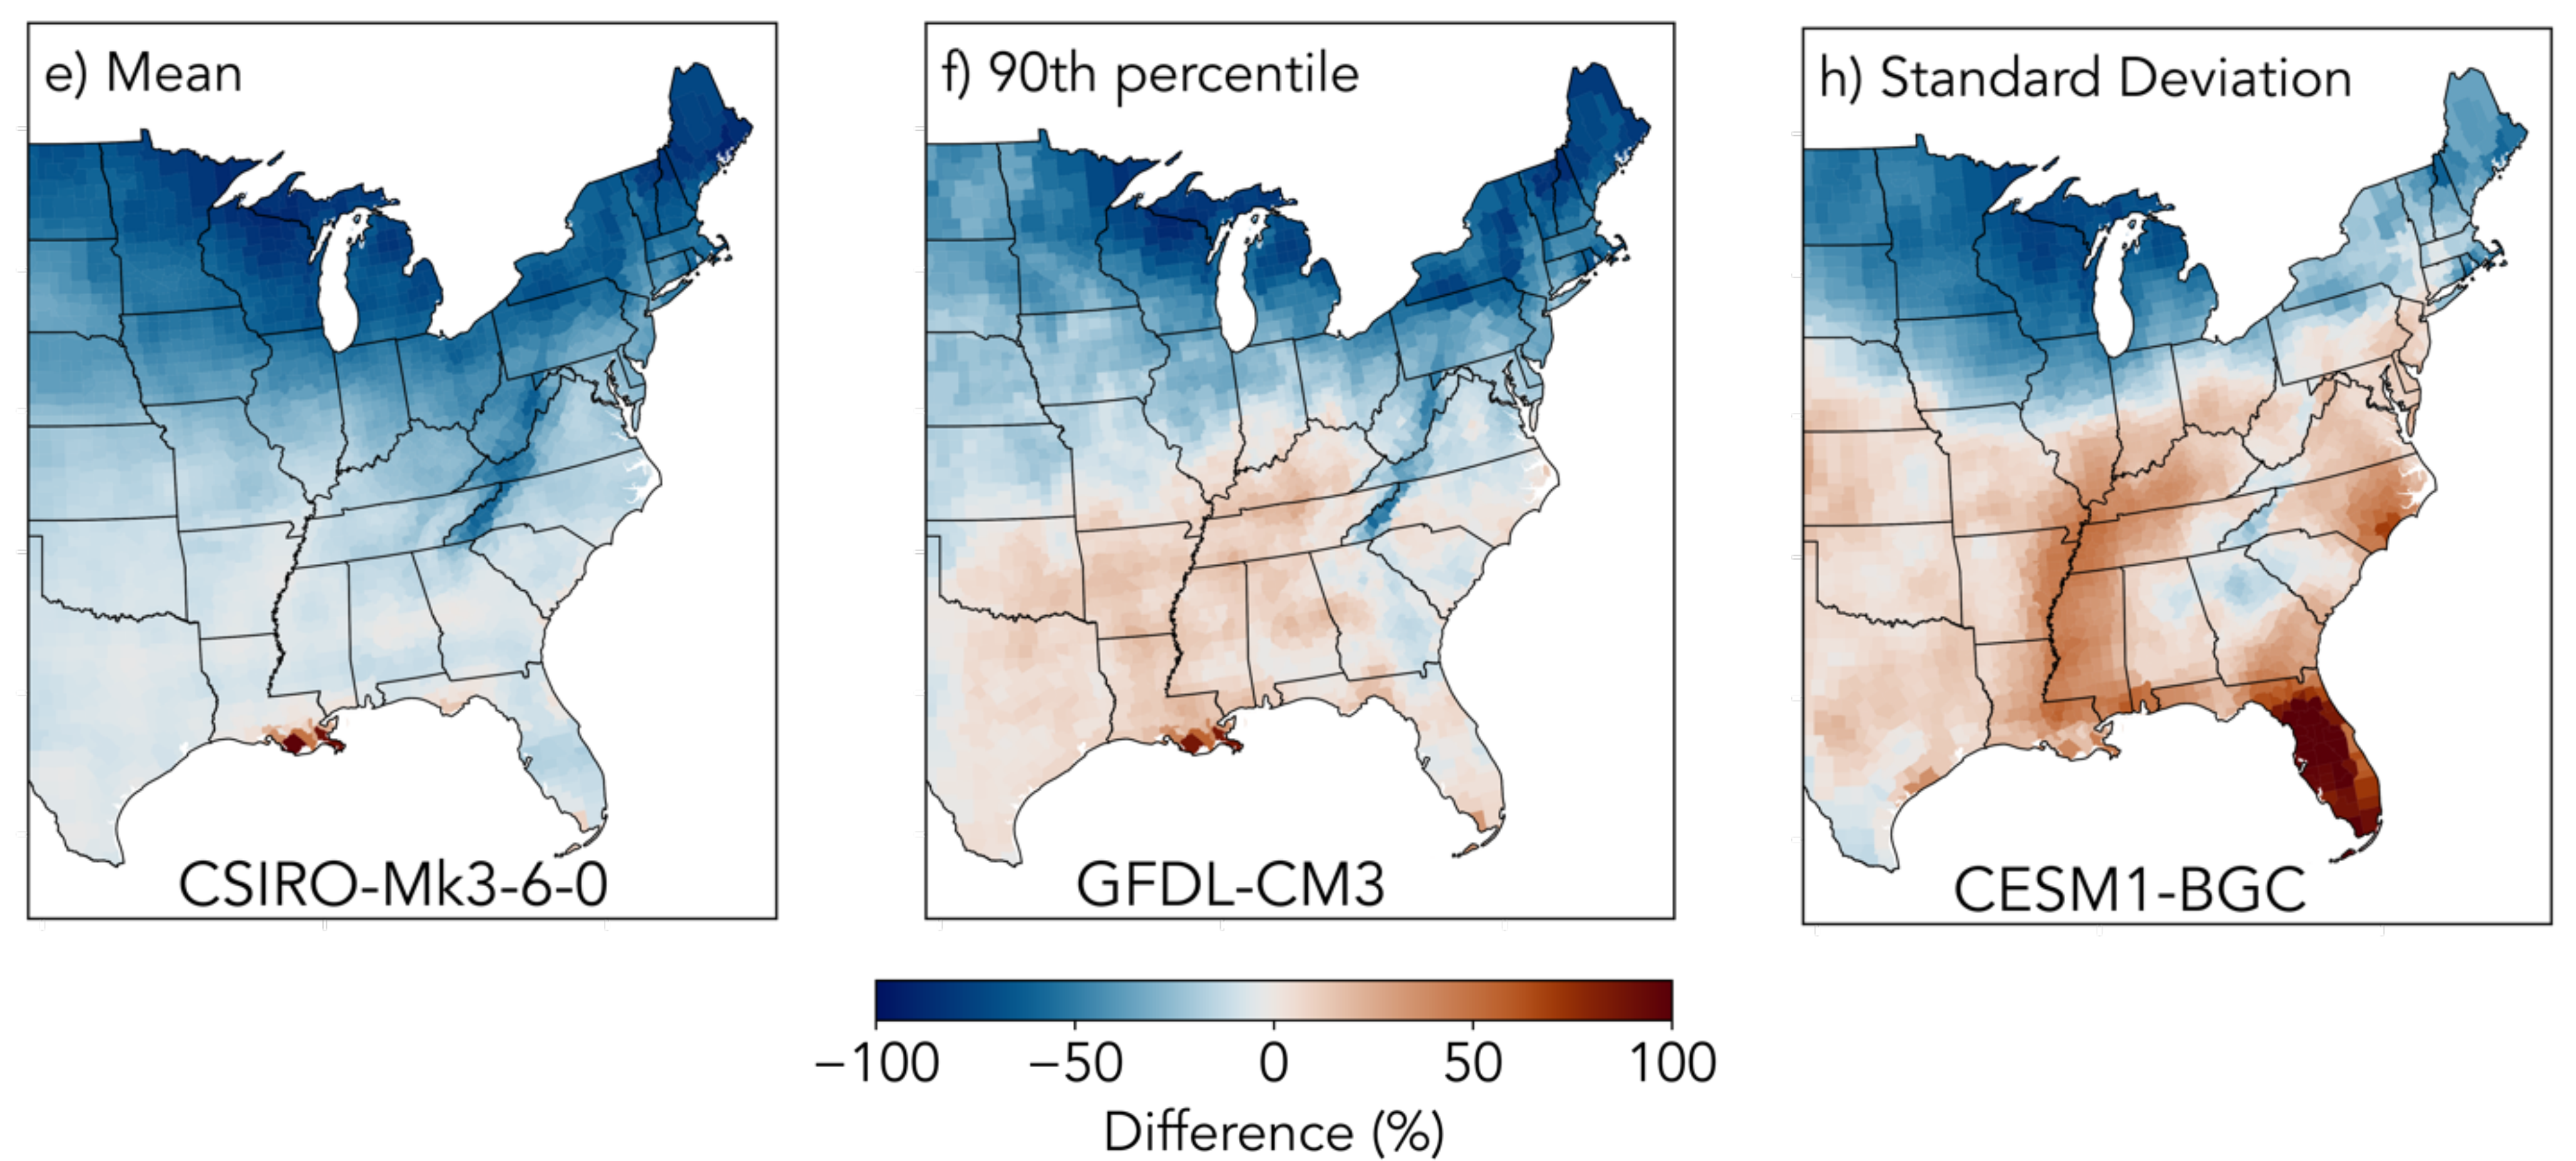 e) Mean
f) 90th percentile
h) Standard Deviation
CSIRO-Mk3-6-0
GFDL-CM3
CESM1-BGC
−100
−50
0
50
100
Difference (%)